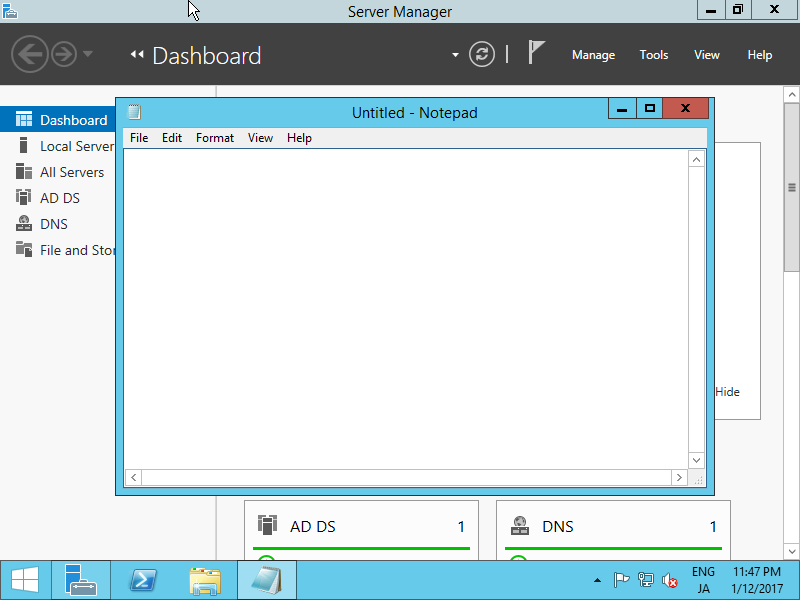 Server Manager
Dashboard
Manage Tools View Help
Untitled - Notepad
File Edit Format View Help
Dashboard
Local Server
All Servers
AD DS
DNS
File and Stor
Hide
AD DS 1
DNS 1
ENG
JA
11:47 PM
1/12/2017